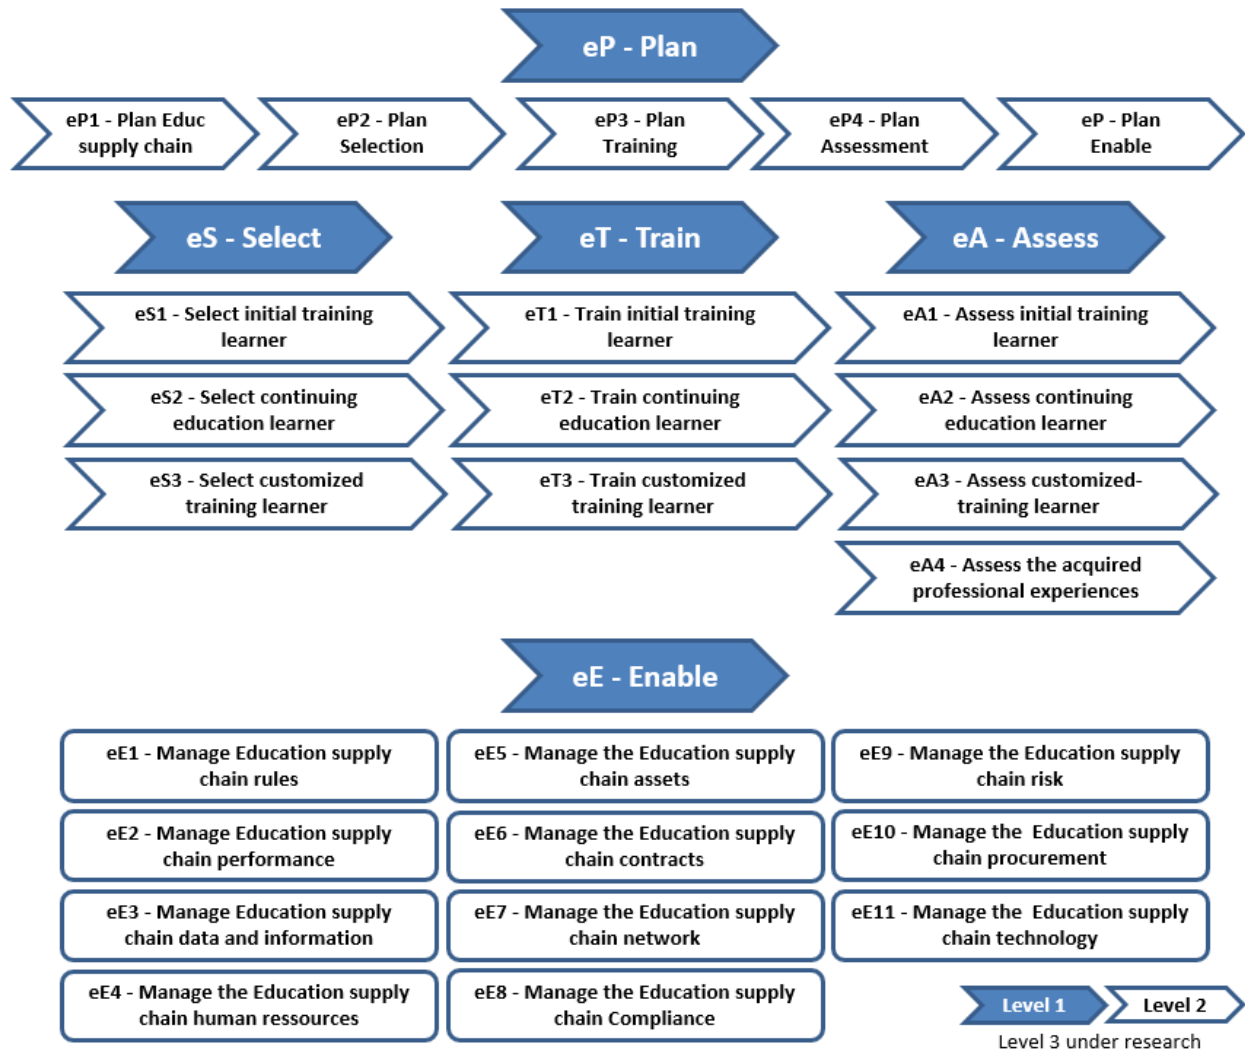 eP - Plan
eP1 - Plan Educ
supply chain
eP2 - Plan
Selection
eP3 - Plan
Training
eP4 - Plan
Assessment
eP - Plan
Enable
eS - Select
eT - Train
eA - Assess
eS1 - Select initial training
learner
eT1 - Train initial training
learner
eA1 - Assess initial training
learner
eS2 - Select continuing
education learner
eT2 - Train continuing
education learner
eA2 - Assess continuing
education learner
eS3 - Select customized
training learner
eT3 - Train customized
training learner
eA3 - Assess customized-
training learner
eA4 - Assess the acquired
professional experiences
eE - Enable
eE1 - Manage Education supply
chain rules
eE5 - Manage the Education supply
chain assets
eE9 - Manage the Education supply
chain risk
eE2 - Manage Education supply
chain performance
eE6 - Manage the Education supply
chain contracts
eE10 - Manage the  Education supply
chain procurement
eE3 - Manage Education supply
chain data and information
eE7 - Manage the Education supply
chain network
eE11 - Manage the  Education supply
chain technology
eE4 - Manage the Education supply
chain human ressources
eE8 - Manage the Education supply
chain Compliance
Level 1
Level 2
Level 3 under research